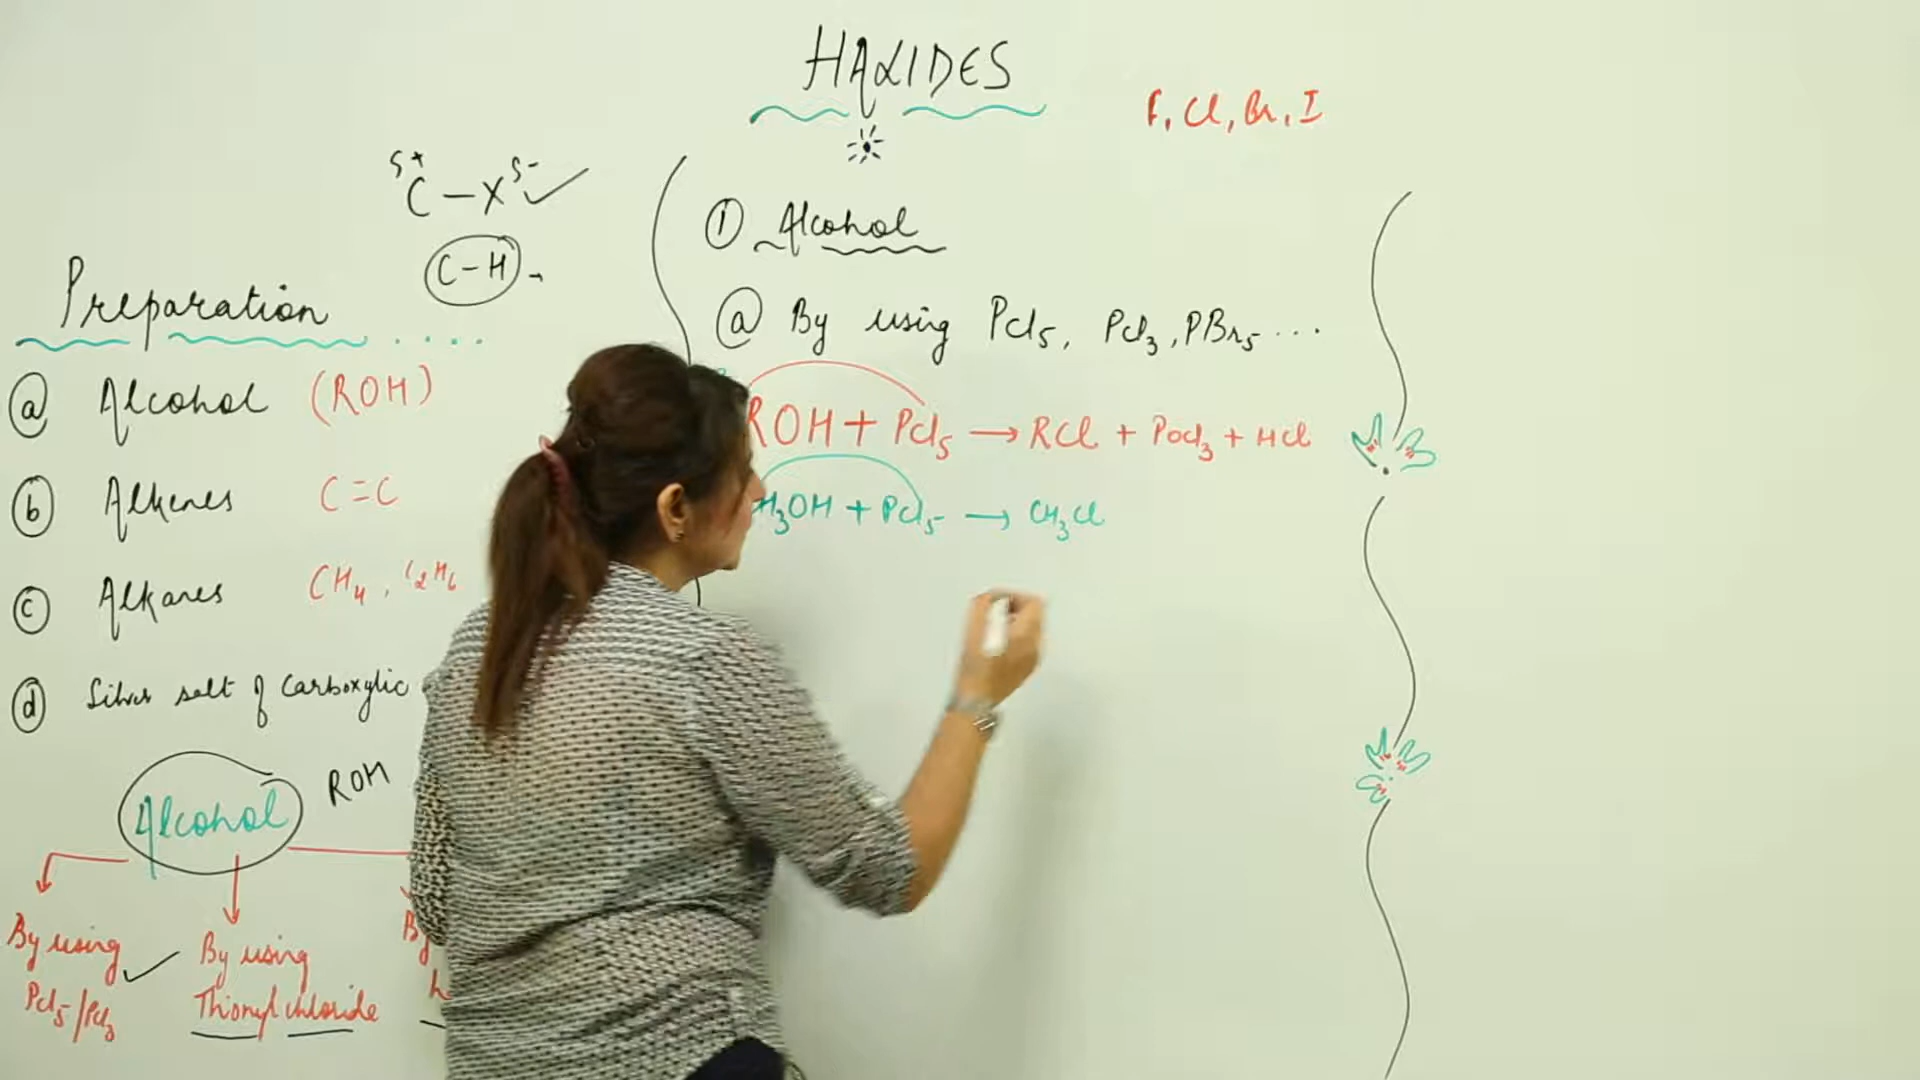 HALIDES
F, Cl, Br, I
δ+ C – X δ-
C – H
Preparation
(a) Alcohol (ROH)
(b) Alkenes C=C
(c) Alkanes CH4, C2H6
(d) Silver salt of Carboxylic
Alcohol ROH
By using PCl5/PCl3
By using Thionyl chloride
By
(1) Alcohol
(a) By using PCl5, PCl3, PBr5 ...
ROH + PCl5 → RCl + POCl3 + HCl
H3OH + PCl5 → CH3Cl